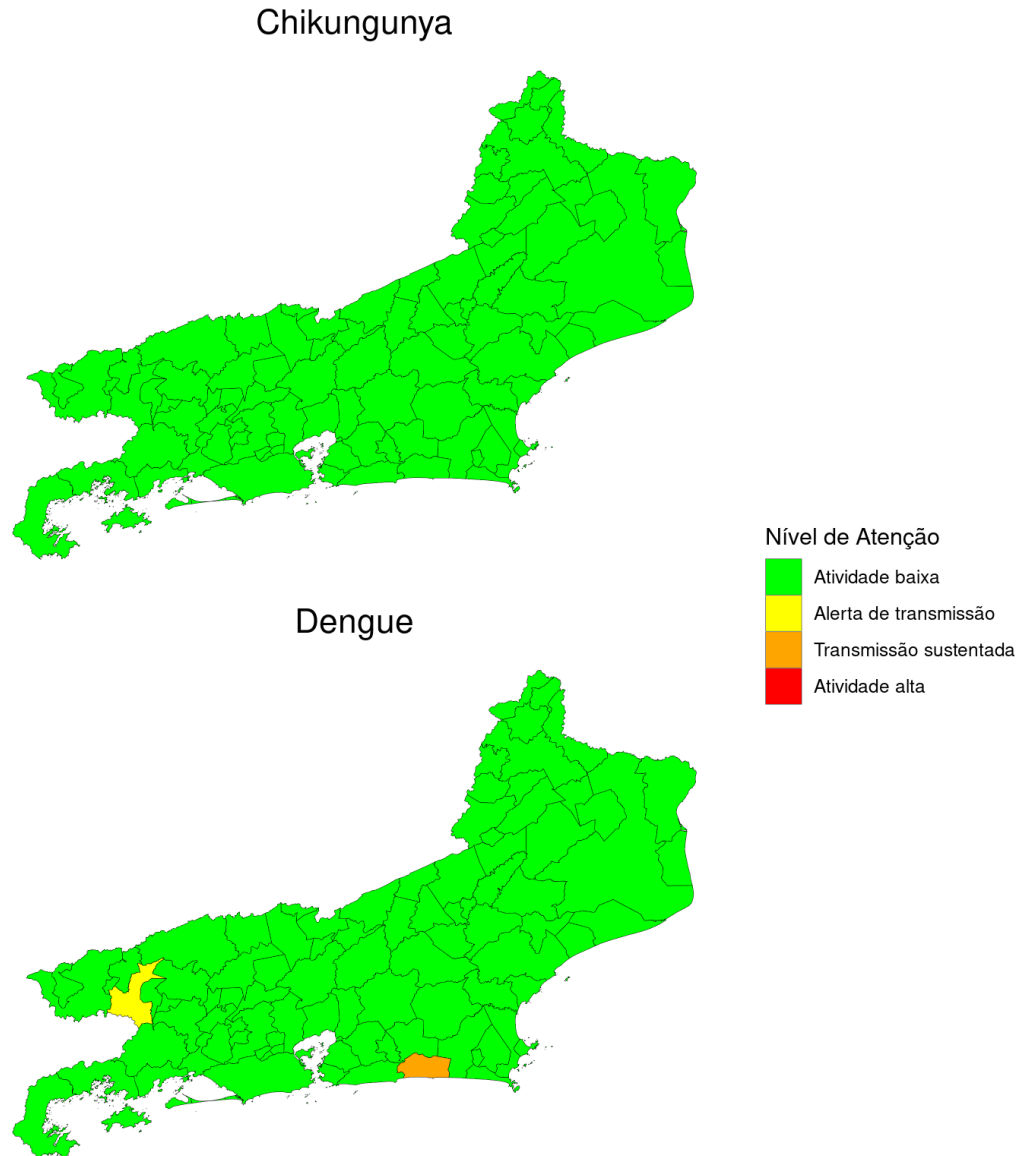 Chikungunya
Nível de Atenção
Atividade baixa
Alerta de transmissão
Transmissão sustentada
Atividade alta
Dengue